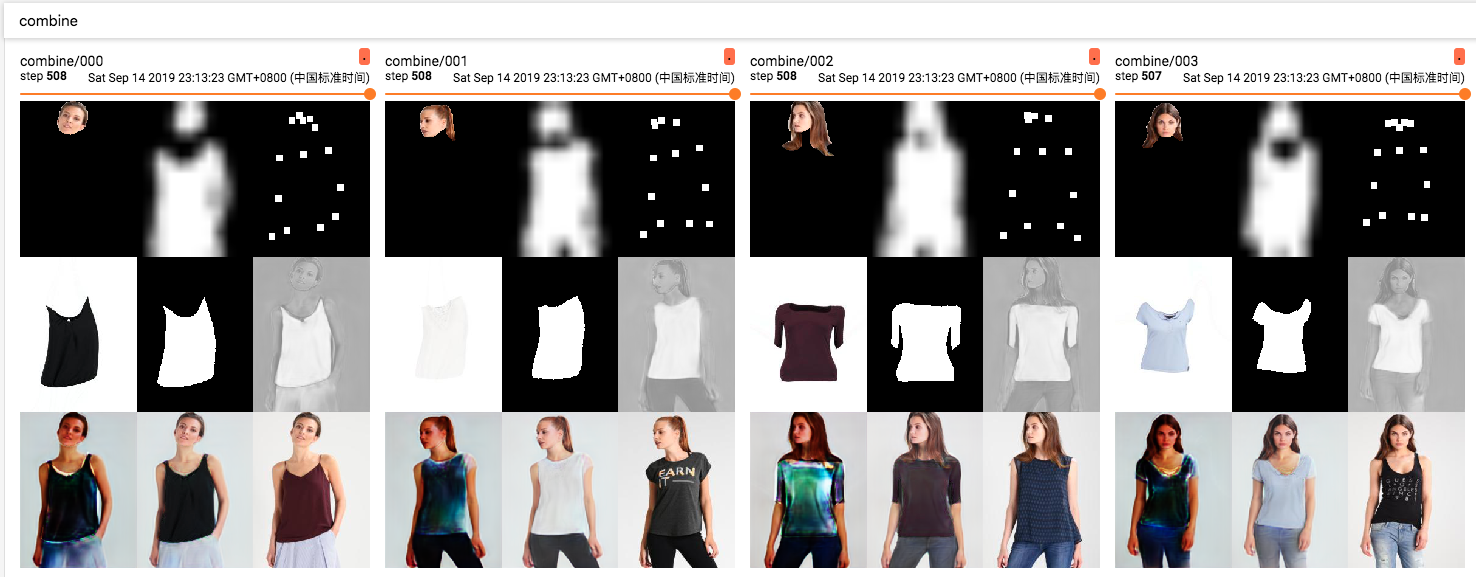 combine
combine/000
step 508 Sat Sep 14 2019 23:13:23 GMT+0800 (中国标准时间)
combine/001
step 508 Sat Sep 14 2019 23:13:23 GMT+0800 (中国标准时间)
combine/002
step 508 Sat Sep 14 2019 23:13:23 GMT+0800 (中国标准时间)
combine/003
step 507 Sat Sep 14 2019 23:13:23 GMT+0800 (中国标准时间)
EARN
IT